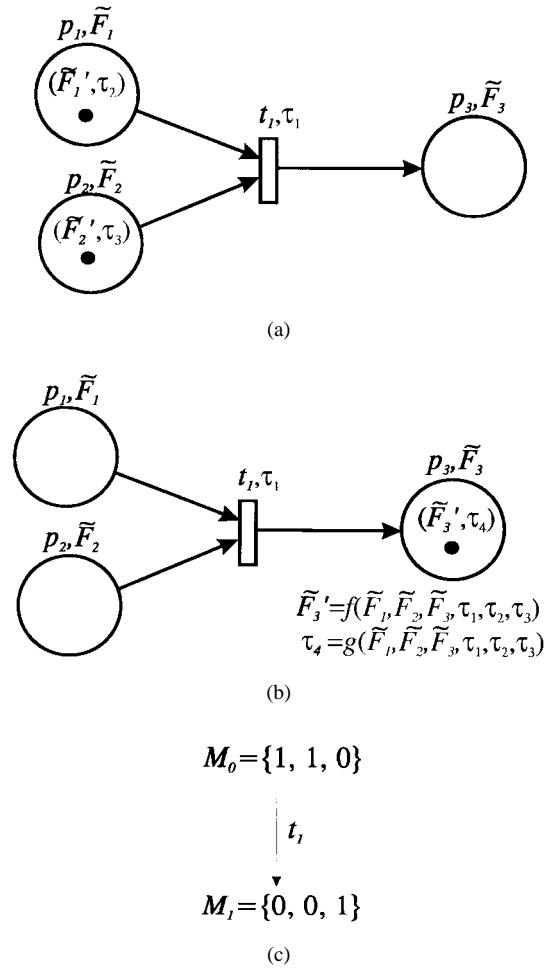 p₁,F̃₁
(F̃₁',τ₂)
t₁,τ₁
p₃,F̃₃
p₂,F̃₂
(F̃₂',τ₃)
(a)
p₁,F̃₁
t₁,τ₁
p₃,F̃₃
(F̃₃',τ₄)
p₂,F̃₂
F̃₃'=f(F̃₁,F̃₂,F̃₃,τ₁,τ₂,τ₃)
τ₄=g(F̃₁,F̃₂,F̃₃,τ₁,τ₂,τ₃)
(b)
M₀={1, 1, 0}
t₁
M₁={0, 0, 1}
(c)